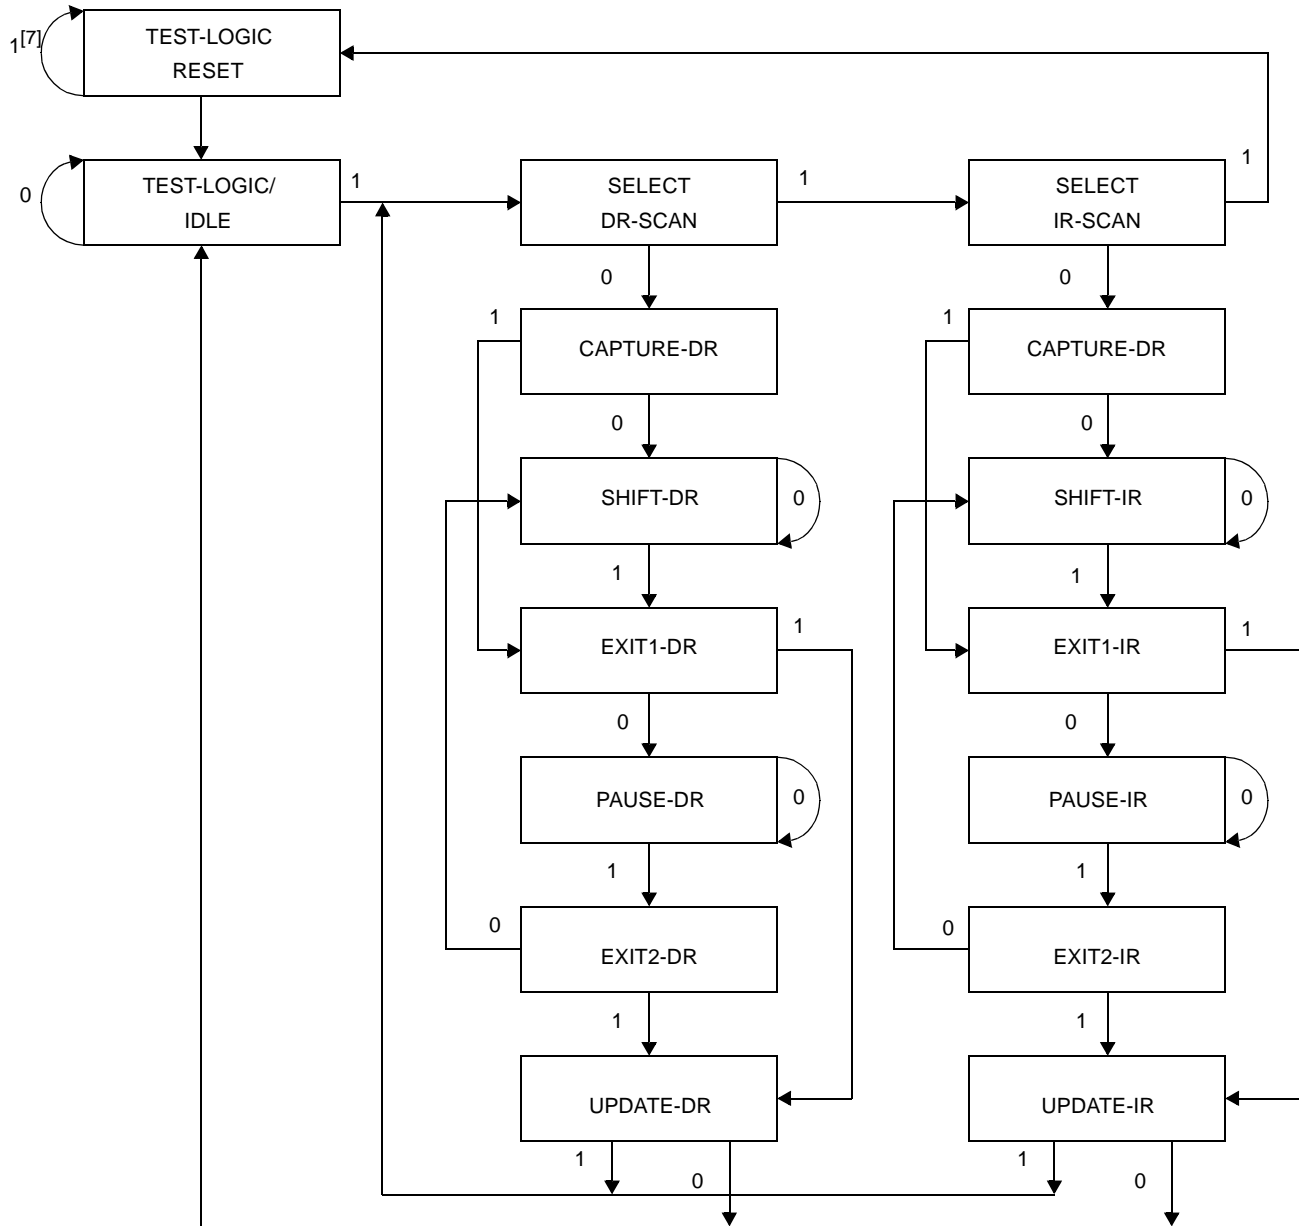 TEST-LOGIC
RESET
1[7]
TEST-LOGIC/
IDLE
0
1
SELECT
DR-SCAN
1
SELECT
IR-SCAN
1
0
0
1
CAPTURE-DR
1
CAPTURE-DR
0
0
SHIFT-DR
0
SHIFT-IR
0
1
1
EXIT1-DR
1
EXIT1-IR
1
0
0
PAUSE-DR
0
PAUSE-IR
0
1
1
0
EXIT2-DR
0
EXIT2-IR
1
1
UPDATE-DR
UPDATE-IR
1
0
1
0